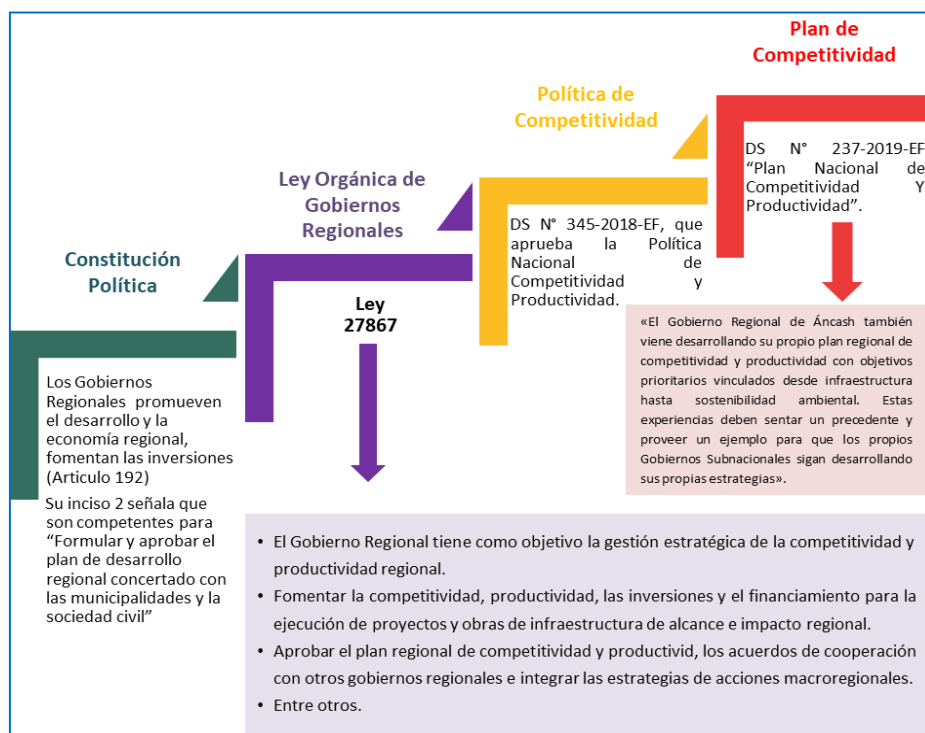 Constitución
Política
Los Gobiernos
Regionales promueven
el desarrollo y la
economía regional,
fomentan las inversiones
(Articulo 192)
Su inciso 2 señala que
son competentes para
“Formular y aprobar el
plan de desarrollo
regional concertado con
las municipalidades y la
sociedad civil”
Ley Orgánica de
Gobiernos
Regionales
Ley
27867
• El Gobierno Regional tiene como objetivo la gestión estratégica de la competitividad y
productividad regional.
• Fomentar la competitividad, productividad, las inversiones y el financiamiento para la
ejecución de proyectos y obras de infraestructura de alcance e impacto regional.
• Aprobar el plan regional de competitividad y productivid, los acuerdos de cooperación
con otros gobiernos regionales e integrar las estrategias de acciones macroregionales.
• Entre otros.
Política de
Competitividad
DS N° 345-2018-EF, que
aprueba la Política
Nacional de
Competitividad y
Productividad.
Plan de
Competitividad
DS N° 237-2019-EF
“Plan Nacional de
Competitividad Y
Productividad”.
«El Gobierno Regional de Áncash también
viene desarrollando su propio plan regional de
competitividad y productividad con objetivos
prioritarios vinculados desde infraestructura
hasta sostenibilidad ambiental. Estas
experiencias deben sentar un precedente y
proveer un ejemplo para que los propios
Gobiernos Subnacionales sigan desarrollando
sus propias estrategias».